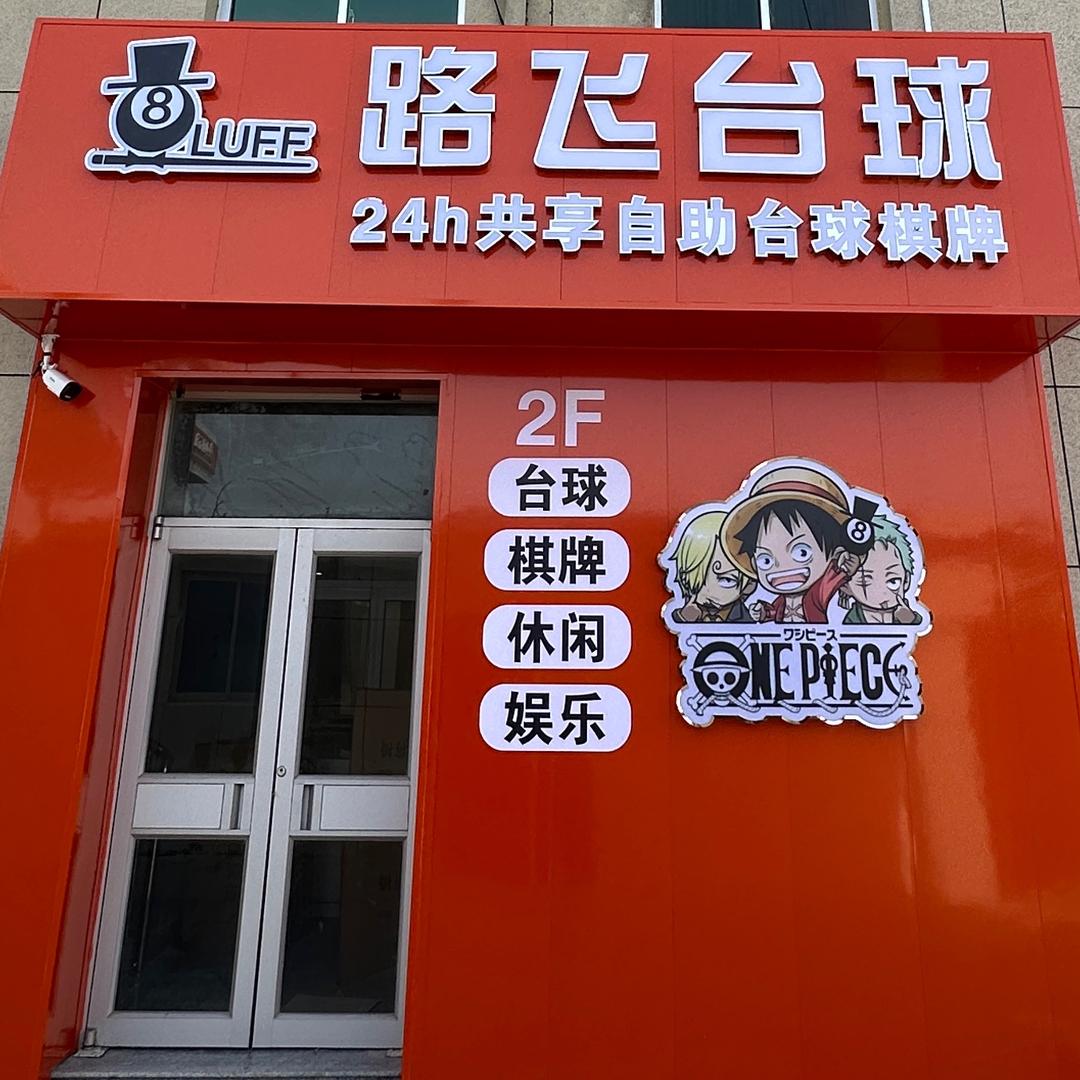 路飞台球
8
LUFF
24h共享自助台球棋牌
2F
台球
棋牌
休闲
娱乐
8
ワンピース
ONE PIECE